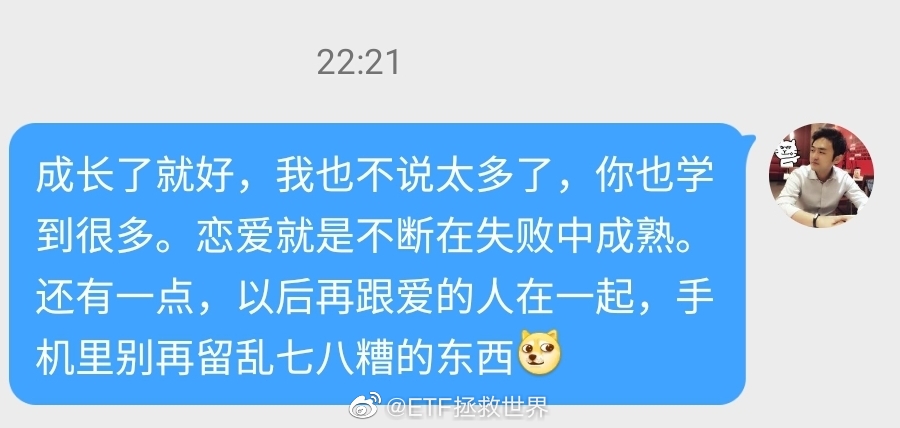 22:21
成长了就好，我也不说太多了，你也学
到很多。恋爱就是不断在失败中成熟。
还有一点，以后再跟爱的人在一起，手
机里别再留乱七八糟的东西
@ETF拯救世界